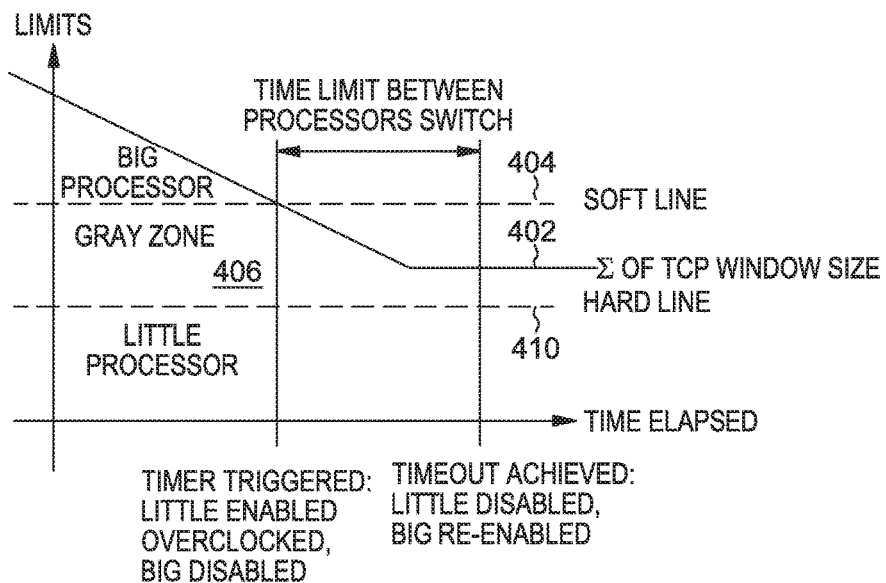 LIMITS
TIME LIMIT BETWEEN
PROCESSORS SWITCH
BIG
PROCESSOR
404
SOFT LINE
GRAY ZONE
402
406
Σ OF TCP WINDOW SIZE
HARD LINE
LITTLE
PROCESSOR
410
TIME ELAPSED
TIMER TRIGGERED:
LITTLE ENABLED
OVERCLOCKED,
BIG DISABLED
TIMEOUT ACHIEVED:
LITTLE DISABLED,
BIG RE-ENABLED